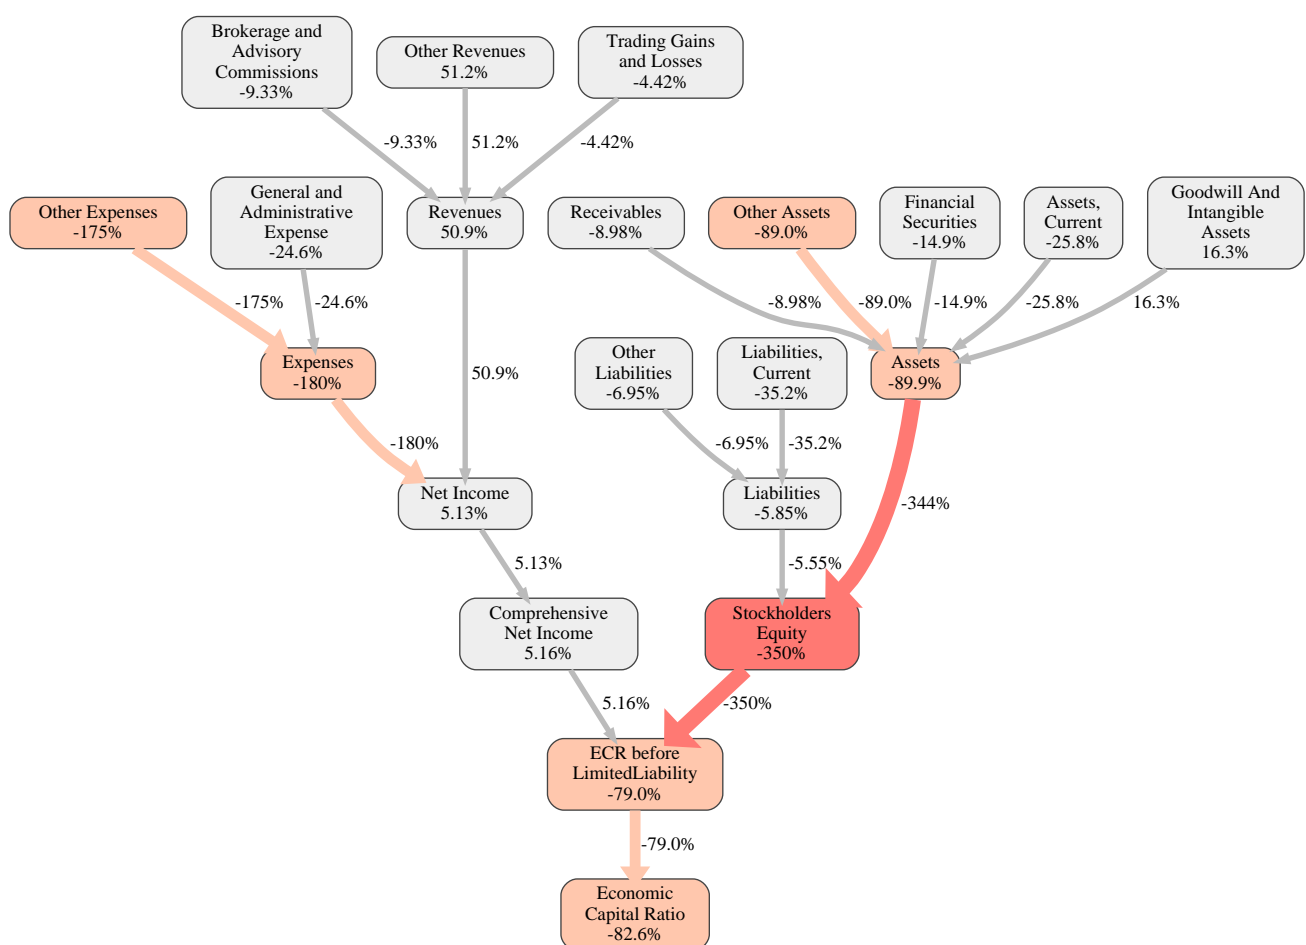 Brokerage and
Advisory
Commissions
-9.33%
Other Revenues
51.2%
Trading Gains
and Losses
-4.42%
-9.33%
51.2%
-4.42%
Other Expenses
-175%
General and
Administrative
Expense
-24.6%
Revenues
50.9%
Receivables
-8.98%
Other Assets
-89.0%
Financial
Securities
-14.9%
Assets,
Current
-25.8%
Goodwill And
Intangible
Assets
16.3%
-175%
-24.6%
-8.98%
-89.0%
-14.9%
-25.8%
16.3%
Expenses
-180%
50.9%
Other
Liabilities
-6.95%
Liabilities,
Current
-35.2%
Assets
-89.9%
-180%
-6.95%
-35.2%
Net Income
5.13%
Liabilities
-5.85%
-344%
5.13%
-5.55%
Comprehensive
Net Income
5.16%
Stockholders
Equity
-350%
5.16%
-350%
ECR before
LimitedLiability
-79.0%
-79.0%
Economic
Capital Ratio
-82.6%